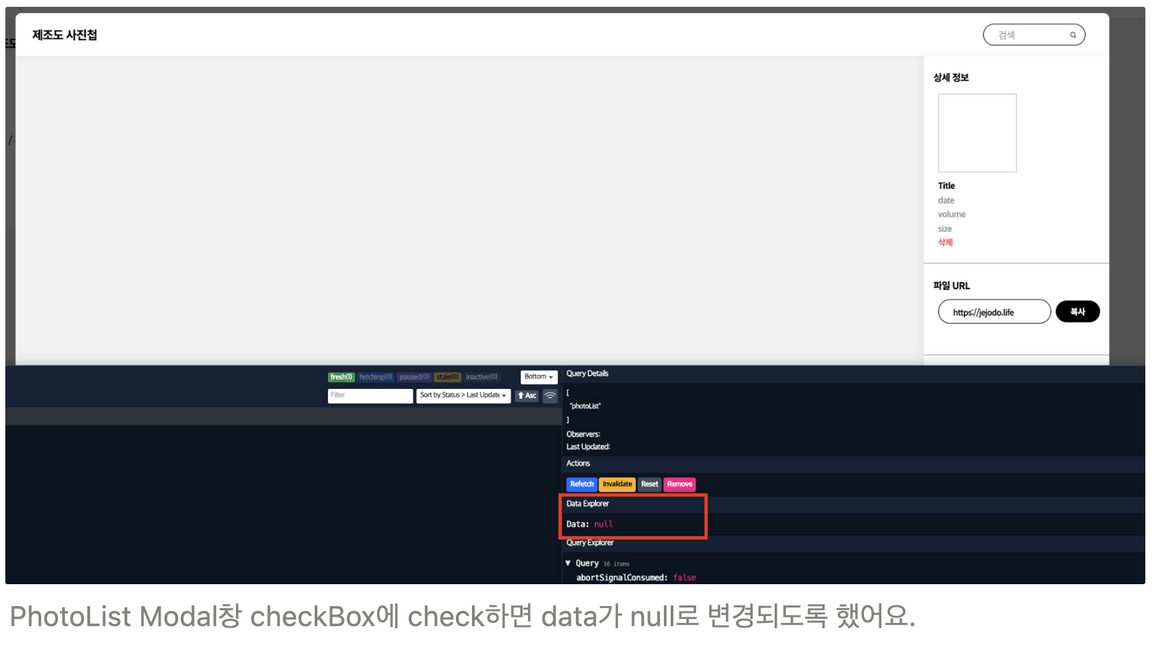 제조도 사진첩
검색
상세 정보
Title
date
volume
size
삭제
파일 URL
https://jejodo.life
복사
fresh(1) fetching(0) paused(0) stale(0) inactive(0)
Bottom
Filter
Sort by Status > Last Update
Asc
Query Details
[
"photoList"
]
Observers:
Last Updated:
Actions
Refetch Invalidate Reset Remove
Data Explorer
Data: null
Query Explorer
▼ Query 16 items
abortSignalConsumed: false
PhotoList Modal창 checkBox에 check하면 data가 null로 변경되도록 했어요.